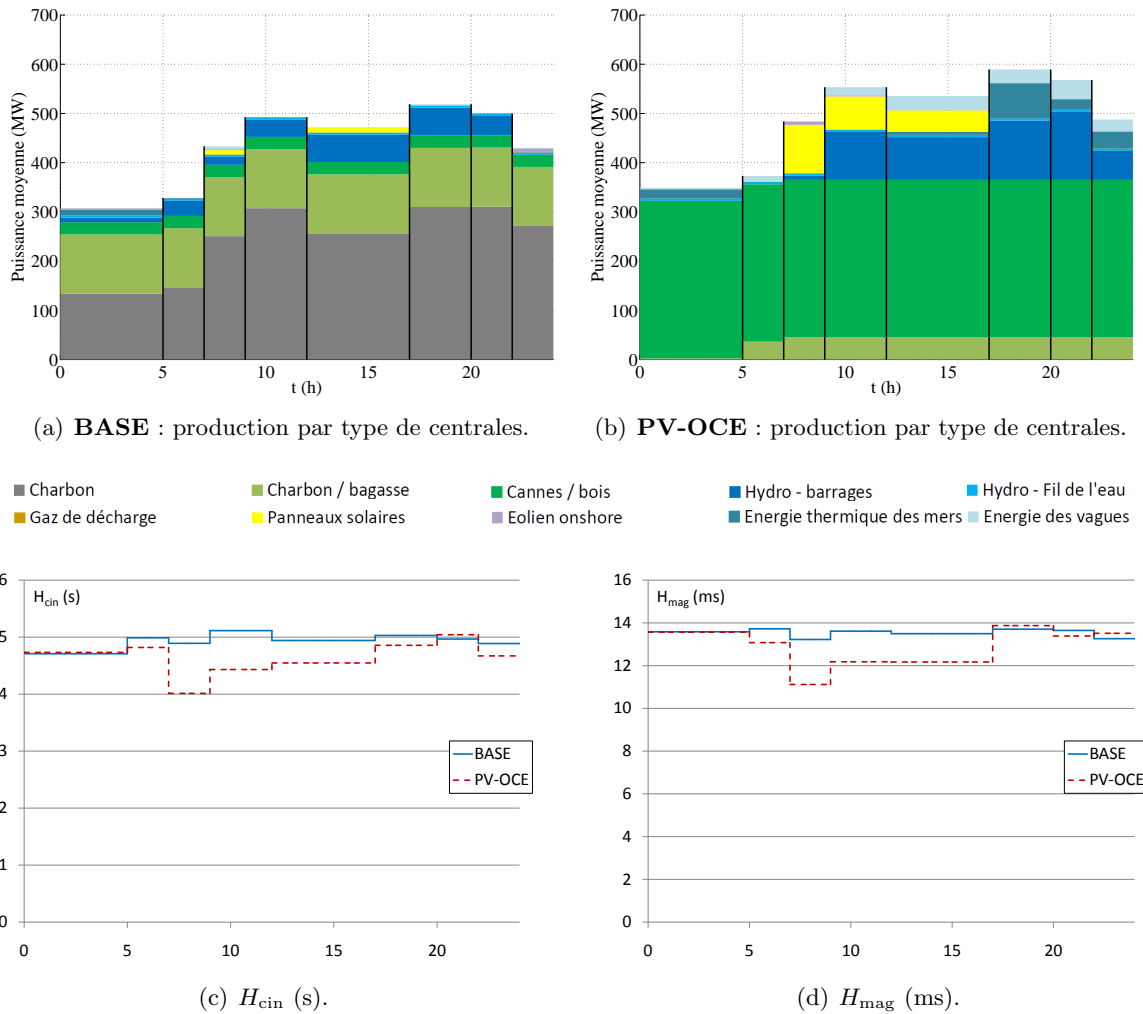 700
600
500
400
300
200
100
0
Puissance moyenne (MW)
0 5 10 15 20
t (h)
(a) BASE : production par type de centrales.
700
600
500
400
300
200
100
0
Puissance moyenne (MW)
0 5 10 15 20
t (h)
(b) PV-OCE : production par type de centrales.
Charbon Charbon / bagasse Cannes / bois Hydro - barrages Hydro - Fil de l'eau
Gaz de décharge Panneaux solaires Eolien onshore Energie thermique des mers Energie des vagues
6
5
4
3
2
1
0
H_cin (s)
BASE
PV-OCE
0 5 10 15 20
(c) H_cin (s).
16
14
12
10
8
6
4
2
0
H_mag (ms)
BASE
PV-OCE
0 5 10 15 20
(d) H_mag (ms).